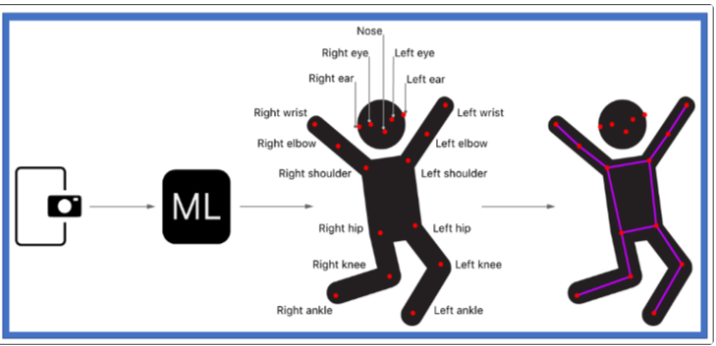 Nose
Right eye
Left eye
Right ear
Left ear
Right wrist
Left wrist
Right elbow
Left elbow
Right shoulder
Left shoulder
ML
Right hip
Left hip
Right knee
Left knee
Right ankle
Left ankle